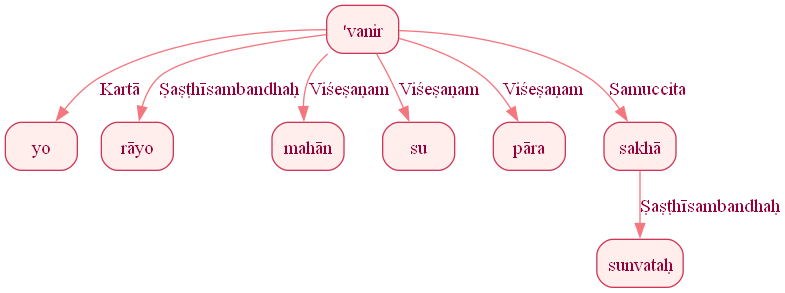 'vanir
Kartā Ṣaṣṭhīsambandhaḥ Viśeṣaṇam Viśeṣaṇam Viśeṣaṇam Samuccita
yo rāyo mahān su pāra sakhā
Ṣaṣṭhīsambandhaḥ
sunvataḥ